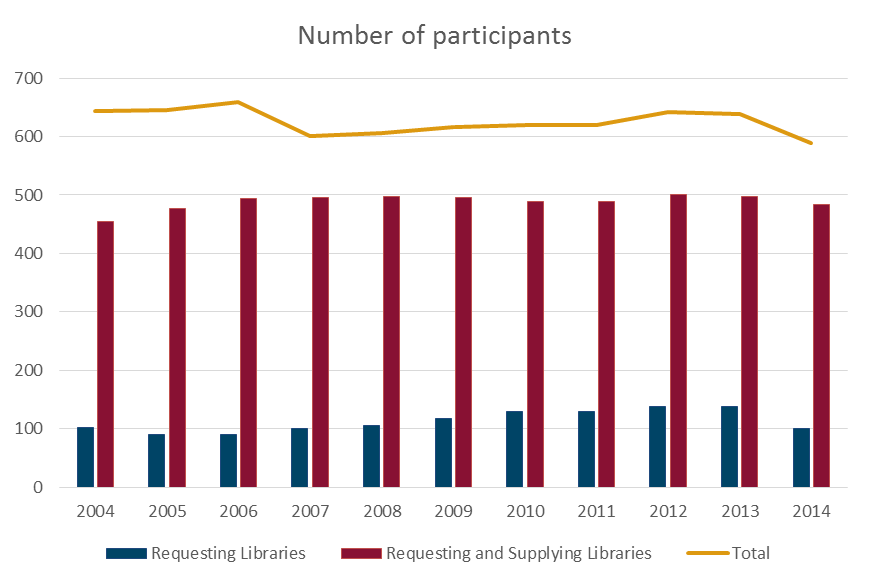 Number of participants
700
600
500
400
300
200
100
0
2004 2005 2006 2007 2008 2009 2010 2011 2012 2013 2014
Requesting Libraries Requesting and Supplying Libraries Total